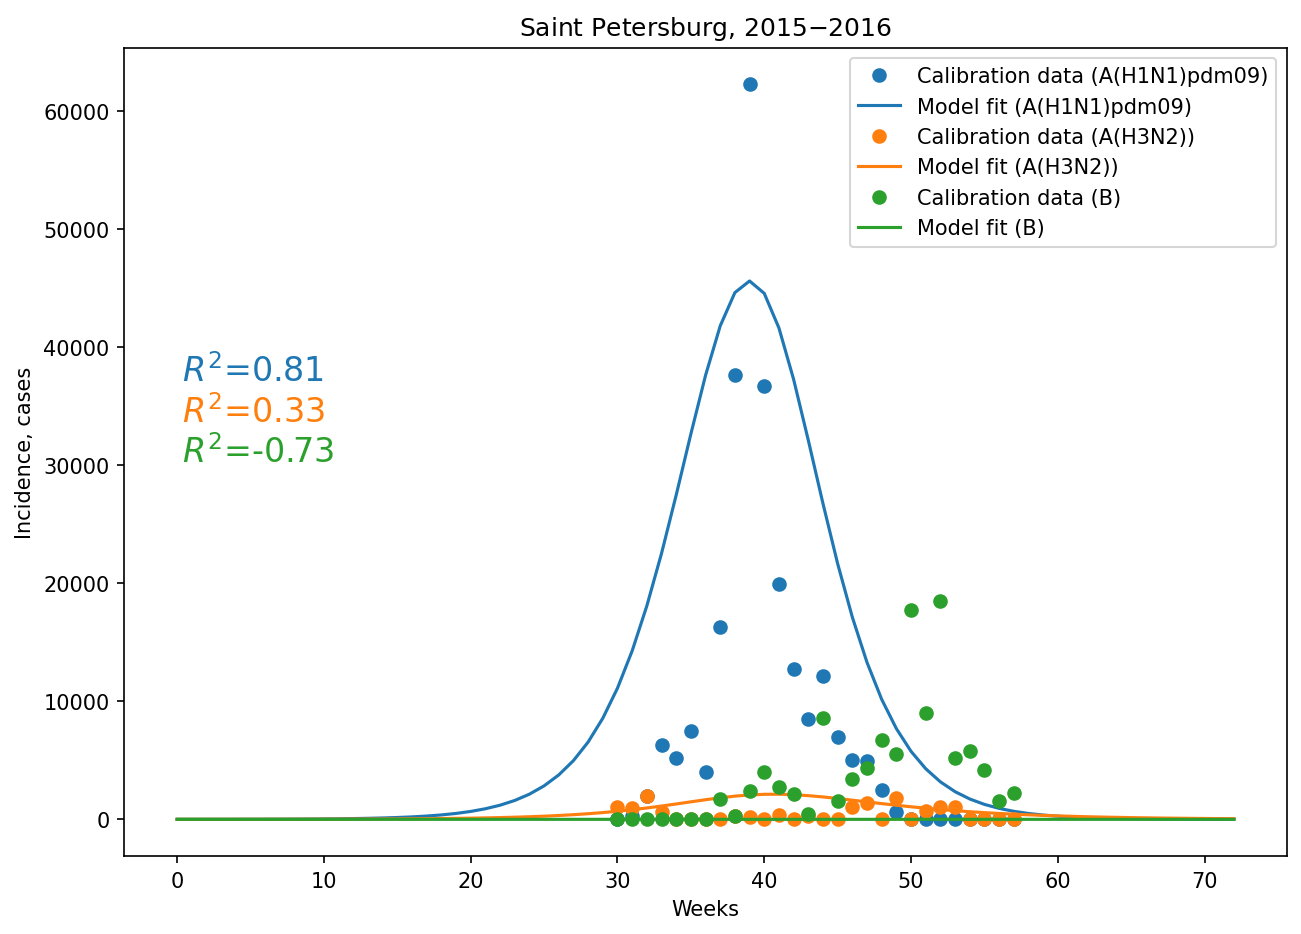 Saint Petersburg, 2015−2016
Calibration data (A(H1N1)pdm09)
Model fit (A(H1N1)pdm09)
Calibration data (A(H3N2))
Model fit (A(H3N2))
Calibration data (B)
Model fit (B)
60000
50000
40000
30000
20000
10000
0
Incidence, cases
R²=0.81
R²=0.33
R²=-0.73
0 10 20 30 40 50 60 70
Weeks